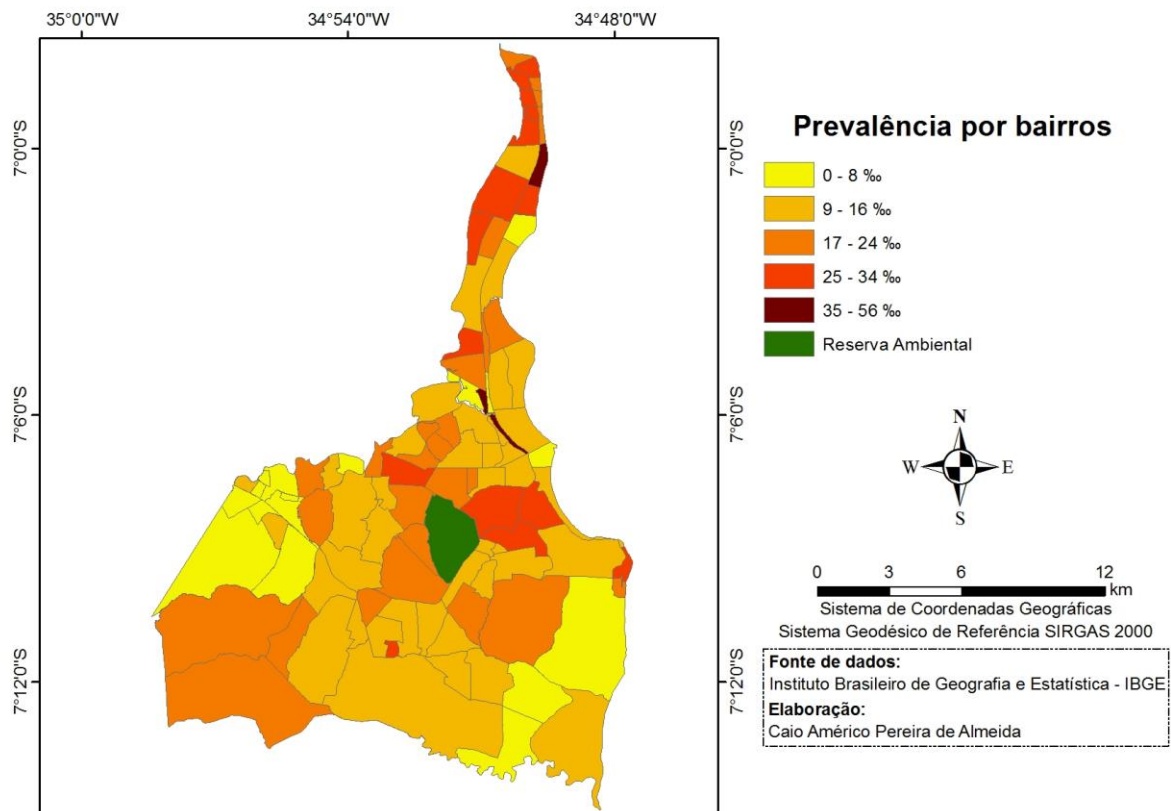 35°0'0"W 34°54'0"W 34°48'0"W
7°0'0"S 7°0'0"S
7°6'0"S 7°6'0"S
7°12'0"S 7°12'0"S
Prevalência por bairros
0 - 8 ‰
9 - 16 ‰
17 - 24 ‰
25 - 34 ‰
35 - 56 ‰
Reserva Ambiental
N
W E
S
0 3 6 12
km
Sistema de Coordenadas Geográficas
Sistema Geodésico de Referência SIRGAS 2000
Fonte de dados:
Instituto Brasileiro de Geografia e Estatística - IBGE
Elaboração:
Caio Américo Pereira de Almeida